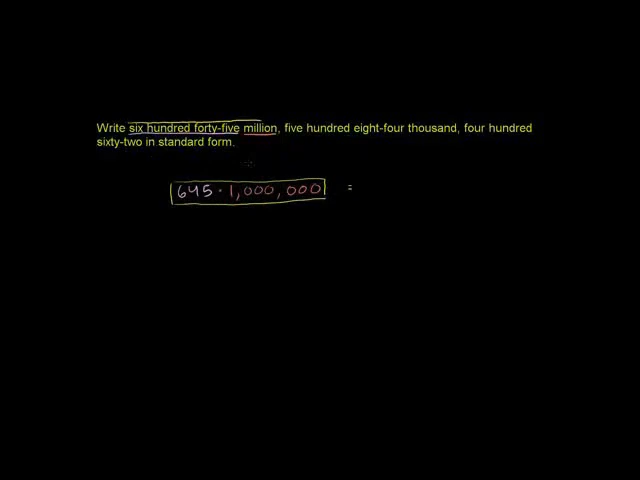 Write six hundred forty-five million, five hundred eight-four thousand, four hundred
sixty-two in standard form.
645 · 1,000,000 =